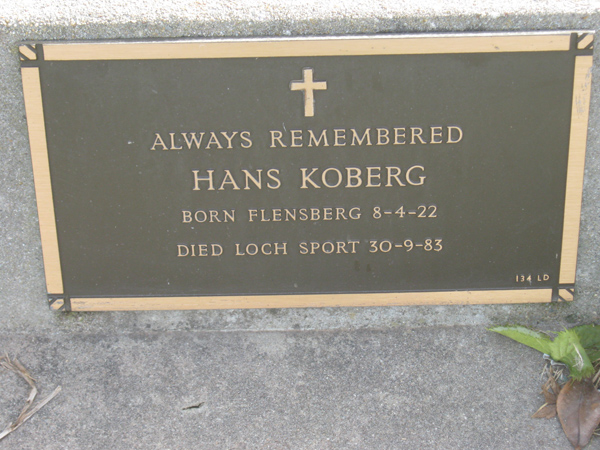 ALWAYS REMEMBERED
HANS KOBERG
BORN FLENSBERG 8-4-22
DIED LOCH SPORT 30-9-83
134 LD